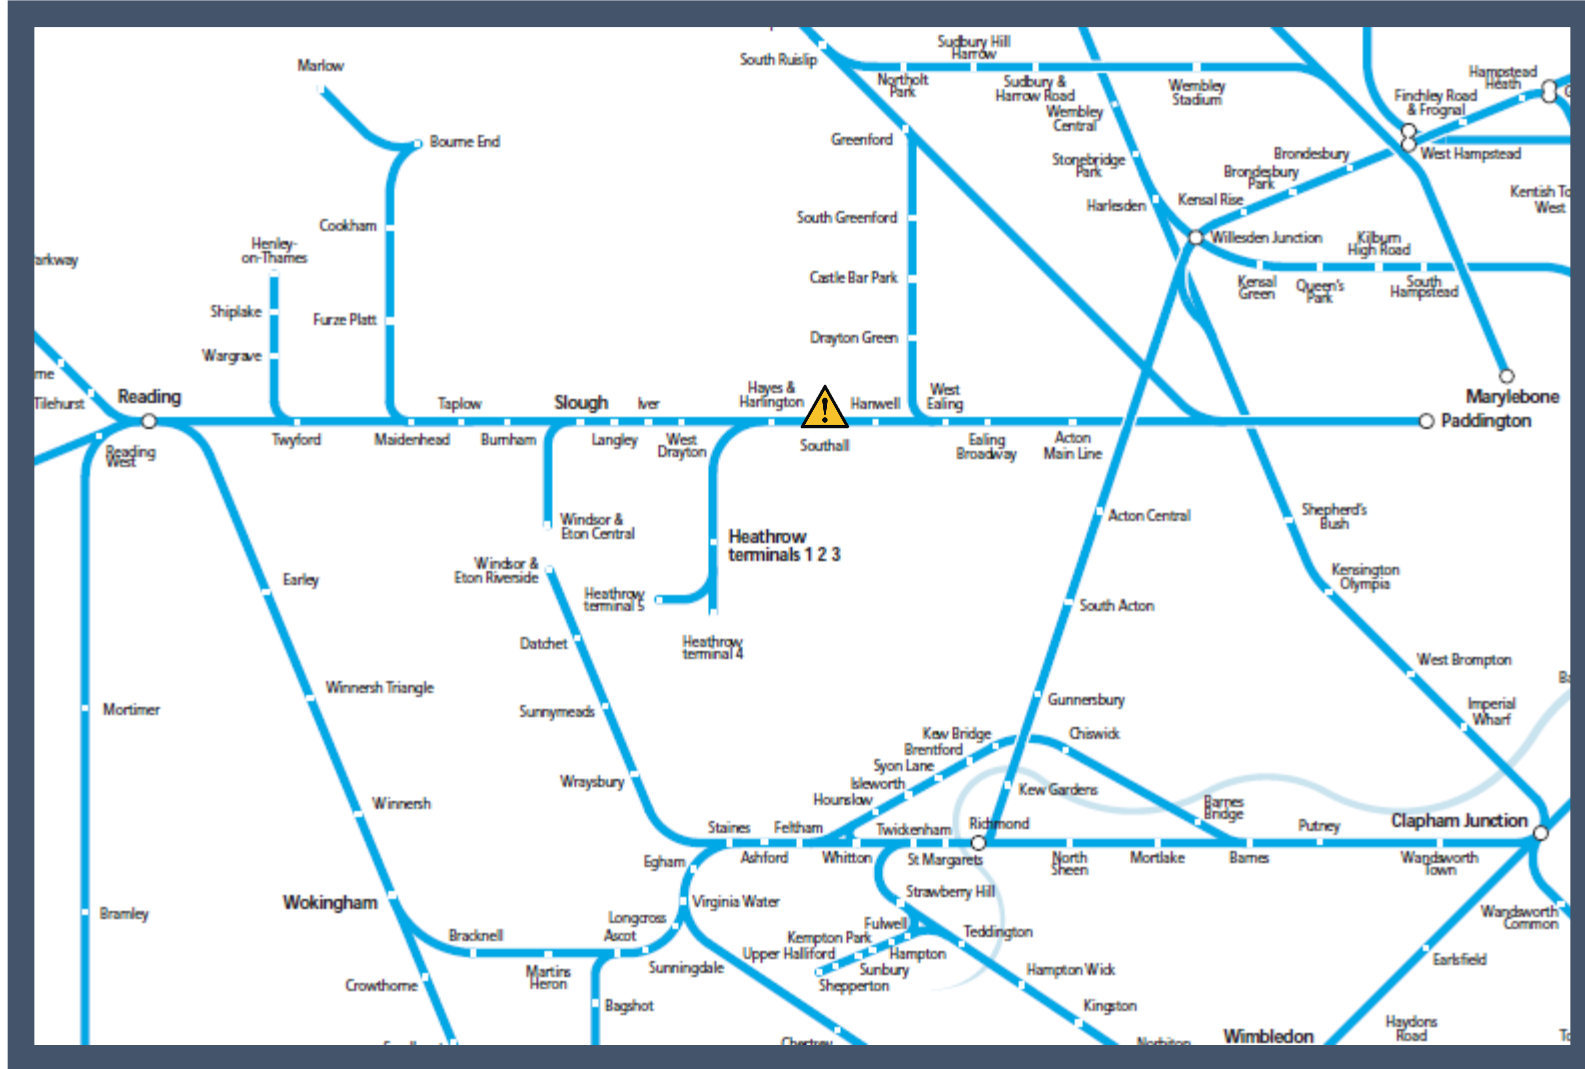 South Ruislip
Sudbury Hill
Harrow
Northolt
Park
Sudbury &
Harrow Road
Wembley
Stadium
Wembley
Central
Hampstead
Heath
Finchley Road
& Frognal
West Hampstead
Marlow
Bourne End
Greenford
Stonebridge
Park
Brondesbury
Brondesbury
Park
Kensal Rise
Harlesden
Kentish To
West
Cookham
South Greenford
Willesden Junction
Kilburn
High Road
Henley-
on-Thames
arkway
Castle Bar Park
Kensal
Green
Queen's
Park
South
Hampstead
Shiplake
Furze Platt
Drayton Green
Wargrave
me
Tilehurst
Reading
Taplow
Slough
Iver
Hayes &
Harlington
!
Hanwell
West
Ealing
Marylebone
Paddington
Reading
West
Twyford
Maidenhead
Burnham
Langley
West
Drayton
Southall
Ealing
Broadway
Acton
Main Line
Windsor &
Eton Central
Heathrow
terminals 1 2 3
Acton Central
Shepherd's
Bush
Windsor &
Eton Riverside
Heathrow
terminal 5
Heathrow
terminal 4
Earley
Kensington
Olympia
South Acton
Datchet
West Brompton
Ba
Winnersh Triangle
Mortimer
Sunnymeads
Gunnersbury
Imperial
Wharf
Kew Bridge
Brentford
Syon Lane
Isleworth
Hounslow
Chiswick
Kew Gardens
Wraysbury
Winnersh
Barnes
Bridge
Staines
Feltham
Twickenham
Richmond
Putney
Clapham Junction
Egham
Ashford
Whitton
St Margarets
North
Sheen
Mortlake
Barnes
Wandsworth
Town
Wokingham
Virginia Water
Strawberry Hill
Bramley
Longcross
Ascot
Fulwell
Kempton Park
Upper Halliford
Teddington
Wandsworth
Common
Bracknell
Martins
Heron
Sunningdale
Hampton
Sunbury
Shepperton
Hampton Wick
Earlsfield
Crowthorne
Bagshot
Kingston
Haydons
Road
Wimbledon
Chertsey
Norbiton
To